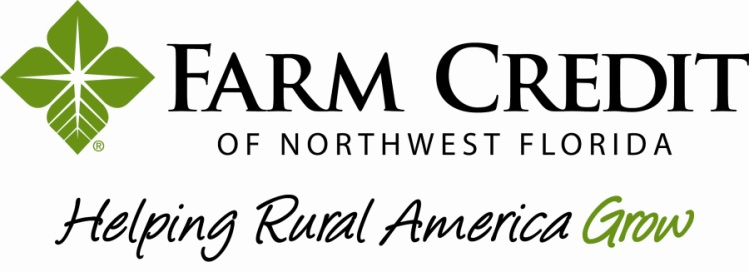 FARM CREDIT
OF NORTHWEST FLORIDA
®
Helping Rural America Grow